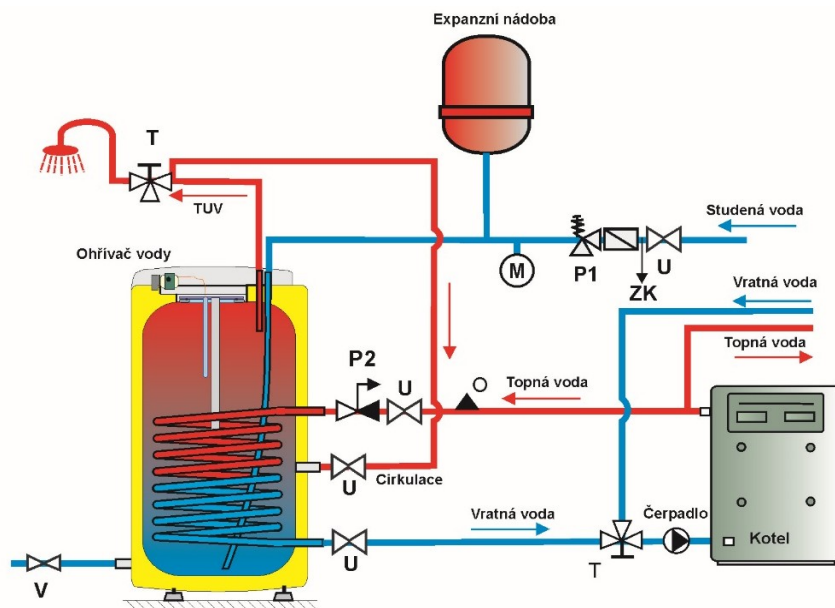 Expanzní nádoba
T
TUV
Studená voda
Ohřívač vody
M
P1
U
ZK
Vratná voda
Topná voda
P2
U
Topná voda
U
Cirkulace
Vratná voda
Čerpadlo
Kotel
V
U
T